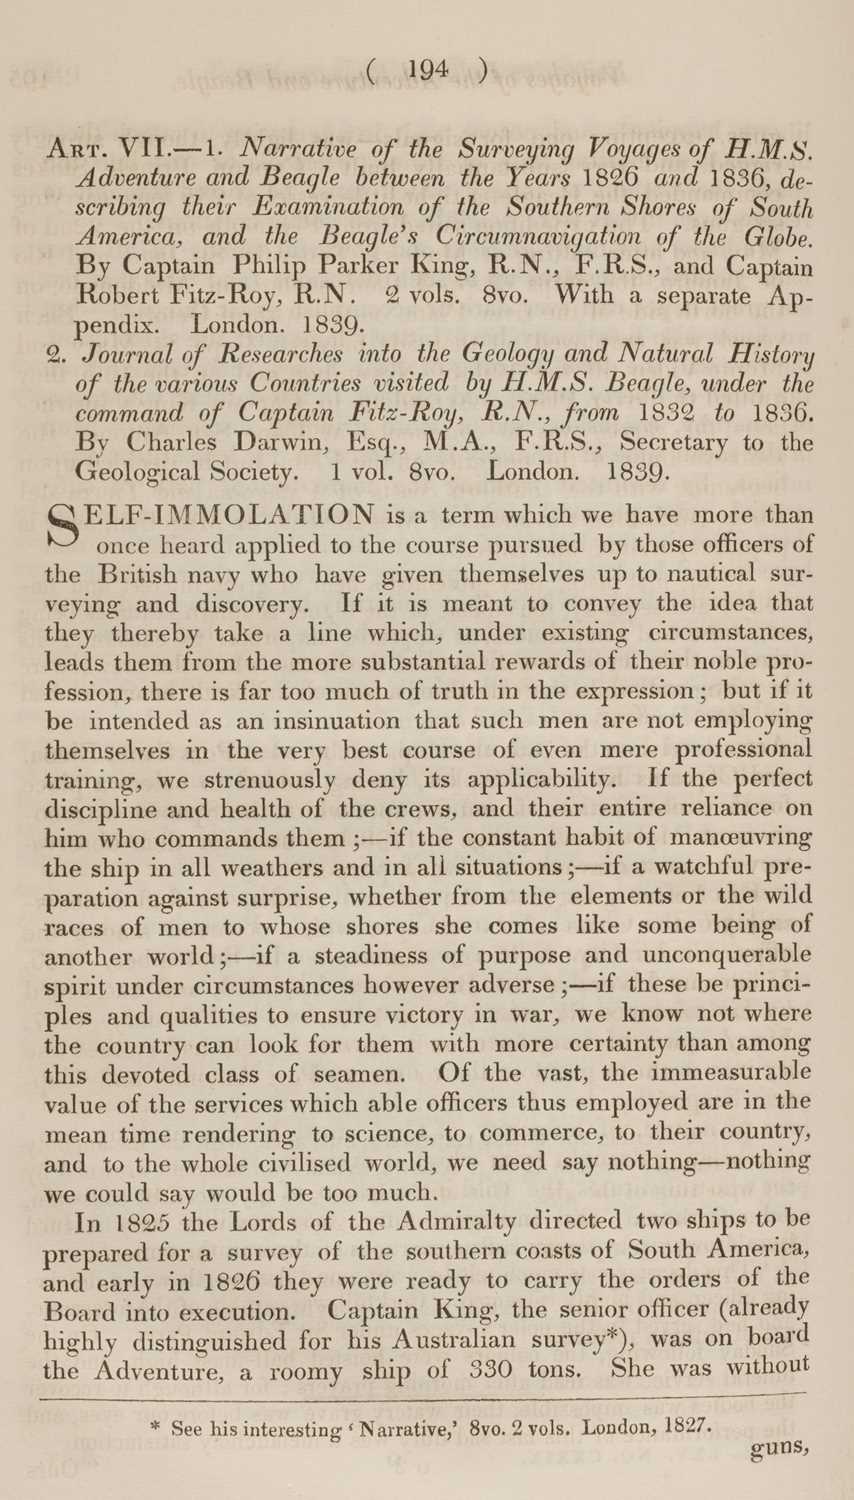 ( 194 )
ART. VII.—1. Narrative of the Surveying Voyages of H.M.S.
Adventure and Beagle between the Years 1826 and 1836, de-
scribing their Examination of the Southern Shores of South
America, and the Beagle's Circumnavigation of the Globe.
By Captain Philip Parker King, R.N., F.R.S., and Captain
Robert Fitz-Roy, R.N. 2 vols. 8vo. With a separate Ap-
pendix. London. 1839.
2. Journal of Researches into the Geology and Natural History
of the various Countries visited by H.M.S. Beagle, under the
command of Captain Fitz-Roy, R.N., from 1832 to 1836.
By Charles Darwin, Esq., M.A., F.R.S., Secretary to the
Geological Society. 1 vol. 8vo. London. 1839.
SELF-IMMOLATION is a term which we have more than
once heard applied to the course pursued by those officers of
the British navy who have given themselves up to nautical sur-
veying and discovery. If it is meant to convey the idea that
they thereby take a line which, under existing circumstances,
leads them from the more substantial rewards of their noble pro-
fession, there is far too much of truth in the expression; but if it
be intended as an insinuation that such men are not employing
themselves in the very best course of even mere professional
training, we strenuously deny its applicability. If the perfect
discipline and health of the crews, and their entire reliance on
him who commands them ;—if the constant habit of manœuvring
the ship in all weathers and in all situations;—if a watchful pre-
paration against surprise, whether from the elements or the wild
races of men to whose shores she comes like some being of
another world;—if a steadiness of purpose and unconquerable
spirit under circumstances however adverse;—if these be princi-
ples and qualities to ensure victory in war, we know not where
the country can look for them with more certainty than among
this devoted class of seamen. Of the vast, the immeasurable
value of the services which able officers thus employed are in the
mean time rendering to science, to commerce, to their country,
and to the whole civilised world, we need say nothing—nothing
we could say would be too much.
In 1825 the Lords of the Admiralty directed two ships to be
prepared for a survey of the southern coasts of South America,
and early in 1826 they were ready to carry the orders of the
Board into execution. Captain King, the senior officer (already
highly distinguished for his Australian survey*), was on board
the Adventure, a roomy ship of 330 tons. She was without
* See his interesting ‘Narrative,’ 8vo. 2 vols. London, 1827.
guns,